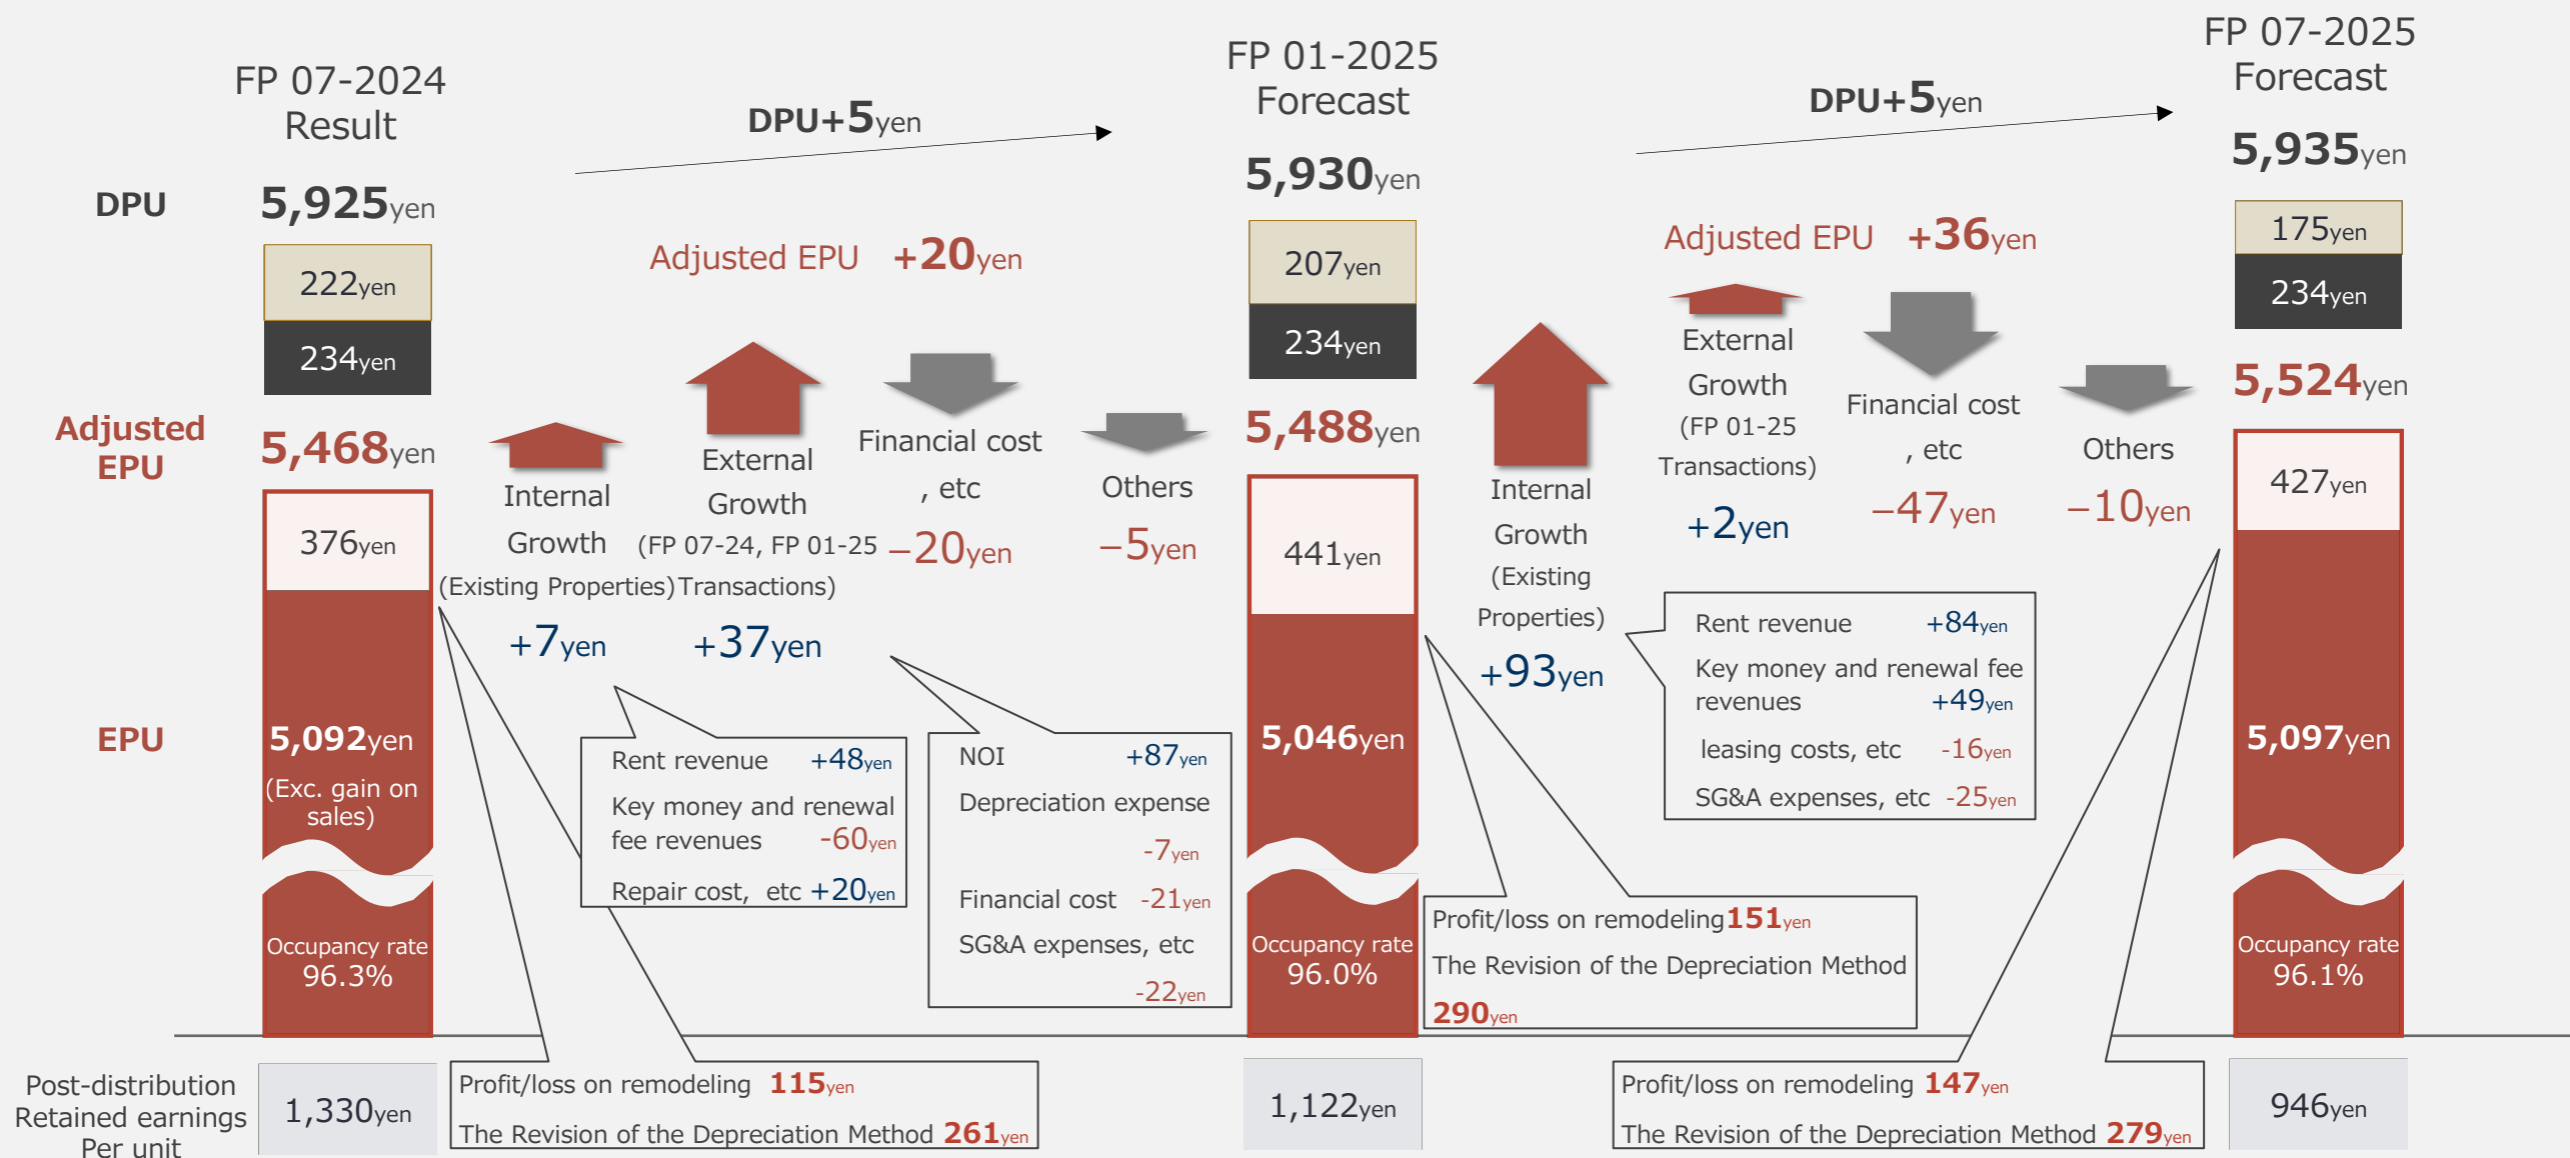 FP 07-2024
Result
DPU
5,925yen
222yen
234yen
Adjusted
EPU
5,468yen
376yen
EPU
5,092yen
(Exc. gain on
sales)
Occupancy rate
96.3%
Post-distribution
Retained earnings
Per unit
1,330yen
DPU+5yen
Adjusted EPU +20yen
Internal
Growth
(Existing Properties)
+7yen
External
Growth
(FP 07-24, FP 01-25
Transactions)
+37yen
Financial cost
, etc
−20yen
Others
−5yen
Rent revenue +48yen
Key money and renewal
fee revenues -60yen
Repair cost, etc +20yen
NOI +87yen
Depreciation expense
-7yen
Financial cost -21yen
SG&A expenses, etc
-22yen
Profit/loss on remodeling 115yen
The Revision of the Depreciation Method 261yen
FP 01-2025
Forecast
5,930yen
207yen
234yen
5,488yen
441yen
5,046yen
Occupancy rate
96.0%
1,122yen
DPU+5yen
Adjusted EPU +36yen
Internal
Growth
(Existing
Properties)
+93yen
External
Growth
(FP 01-25
Transactions)
+2yen
Financial cost
, etc
−47yen
Others
−10yen
Rent revenue +84yen
Key money and renewal fee
revenues +49yen
leasing costs, etc -16yen
SG&A expenses, etc -25yen
Profit/loss on remodeling151yen
The Revision of the Depreciation Method
290yen
Profit/loss on remodeling 147yen
The Revision of the Depreciation Method 279yen
FP 07-2025
Forecast
5,935yen
175yen
234yen
5,524yen
427yen
5,097yen
Occupancy rate
96.1%
946yen